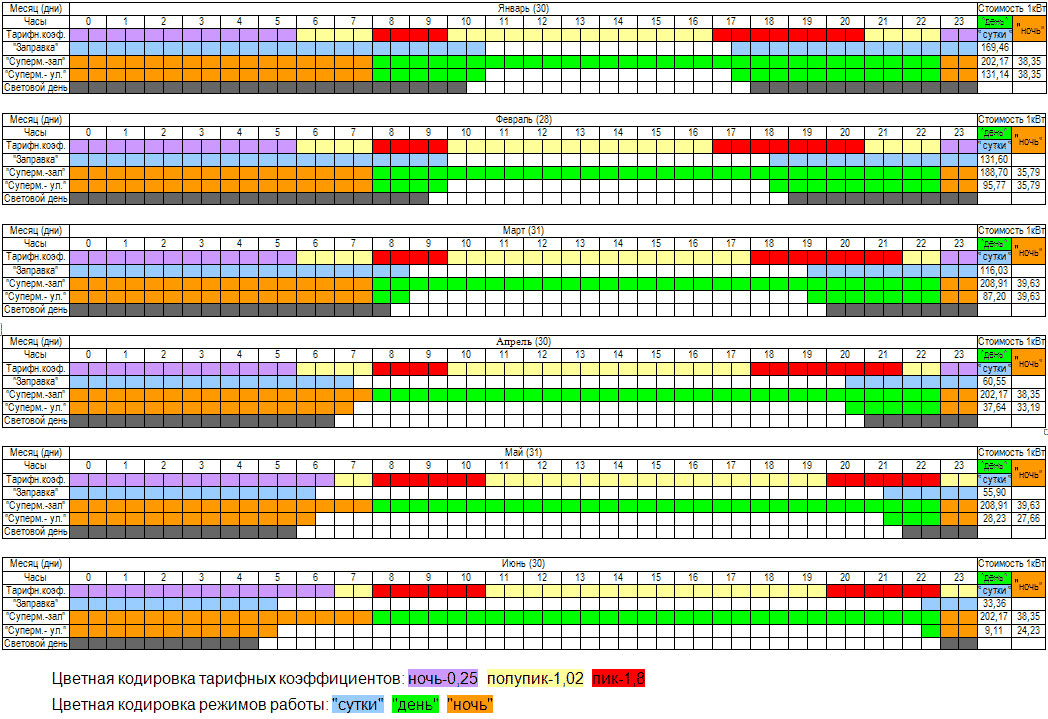 Месяц (дни) Январь (30) Стоимость 1кВт
Часы 0 1 2 3 4 5 6 7 8 9 10 11 12 13 14 15 16 17 18 19 20 21 22 23 "день" "ночь"
Тарифн.коэф. "сутки"
"Заправка" 169,46
"Суперм.-зал" 202,17 38,35
"Суперм.- ул." 131,14 38,35
Световой день
Месяц (дни) Февраль (28) Стоимость 1кВт
Часы 0 1 2 3 4 5 6 7 8 9 10 11 12 13 14 15 16 17 18 19 20 21 22 23 "день" "ночь"
Тарифн.коэф. "сутки"
"Заправка" 131,60
"Суперм.-зал" 188,70 35,79
"Суперм.- ул." 95,77 35,79
Световой день
Месяц (дни) Март (31) Стоимость 1кВт
Часы 0 1 2 3 4 5 6 7 8 9 10 11 12 13 14 15 16 17 18 19 20 21 22 23 "день" "ночь"
Тарифн.коэф. "сутки"
"Заправка" 116,03
"Суперм.-зал" 208,91 39,63
"Суперм.- ул." 87,20 39,63
Световой день
Месяц (дни) Апрель (30) Стоимость 1кВт
Часы 0 1 2 3 4 5 6 7 8 9 10 11 12 13 14 15 16 17 18 19 20 21 22 23 "день" "ночь"
Тарифн.коэф. "сутки"
"Заправка" 60,55
"Суперм.-зал" 202,17 38,35
"Суперм.- ул." 37,64 33,19
Световой день
Месяц (дни) Май (31) Стоимость 1кВт
Часы 0 1 2 3 4 5 6 7 8 9 10 11 12 13 14 15 16 17 18 19 20 21 22 23 "день" "ночь"
Тарифн.коэф. "сутки"
"Заправка" 55,90
"Суперм.-зал" 208,91 39,63
"Суперм.- ул." 28,23 27,66
Световой день
Месяц (дни) Июнь (30) Стоимость 1кВт
Часы 0 1 2 3 4 5 6 7 8 9 10 11 12 13 14 15 16 17 18 19 20 21 22 23 "день" "ночь"
Тарифн.коэф. "сутки"
"Заправка" 33,36
"Суперм.-зал" 202,17 38,35
"Суперм.- ул." 9,11 24,23
Световой день
Цветная кодировка тарифных коэффициентов: ночь-0,25 полупик-1,02 пик-1,8
Цветная кодировка режимов работы: "сутки" "день" "ночь"